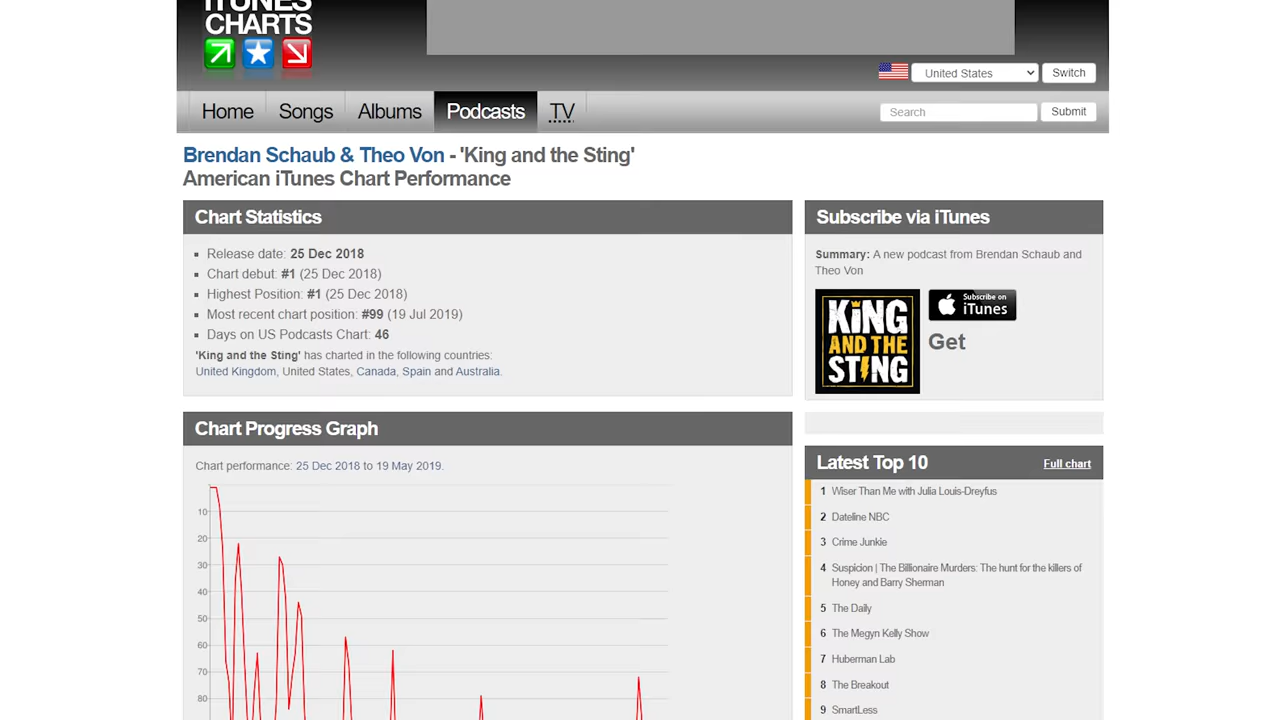 iTUNES
CHARTS
United States
Switch
Home
Songs
Albums
Podcasts
TV
Search
Submit
Brendan Schaub & Theo Von - 'King and the Sting'
American iTunes Chart Performance
Chart Statistics
Release date: 25 Dec 2018
Chart debut: #1 (25 Dec 2018)
Highest Position: #1 (25 Dec 2018)
Most recent chart position: #99 (19 Jul 2019)
Days on US Podcasts Chart: 46
'King and the Sting' has charted in the following countries:
United Kingdom, United States, Canada, Spain and Australia.
Subscribe via iTunes
Summary: A new podcast from Brendan Schaub and
Theo Von
KING
AND THE
STING
Subscribe on
iTunes
Get
Chart Progress Graph
Chart performance: 25 Dec 2018 to 19 May 2019.
10
20
30
40
50
60
70
80
Latest Top 10
Full chart
1 Wiser Than Me with Julia Louis-Dreyfus
2 Dateline NBC
3 Crime Junkie
4 Suspicion | The Billionaire Murders: The hunt for the killers of
Honey and Barry Sherman
5 The Daily
6 The Megyn Kelly Show
7 Huberman Lab
8 The Breakout
9 SmartLess